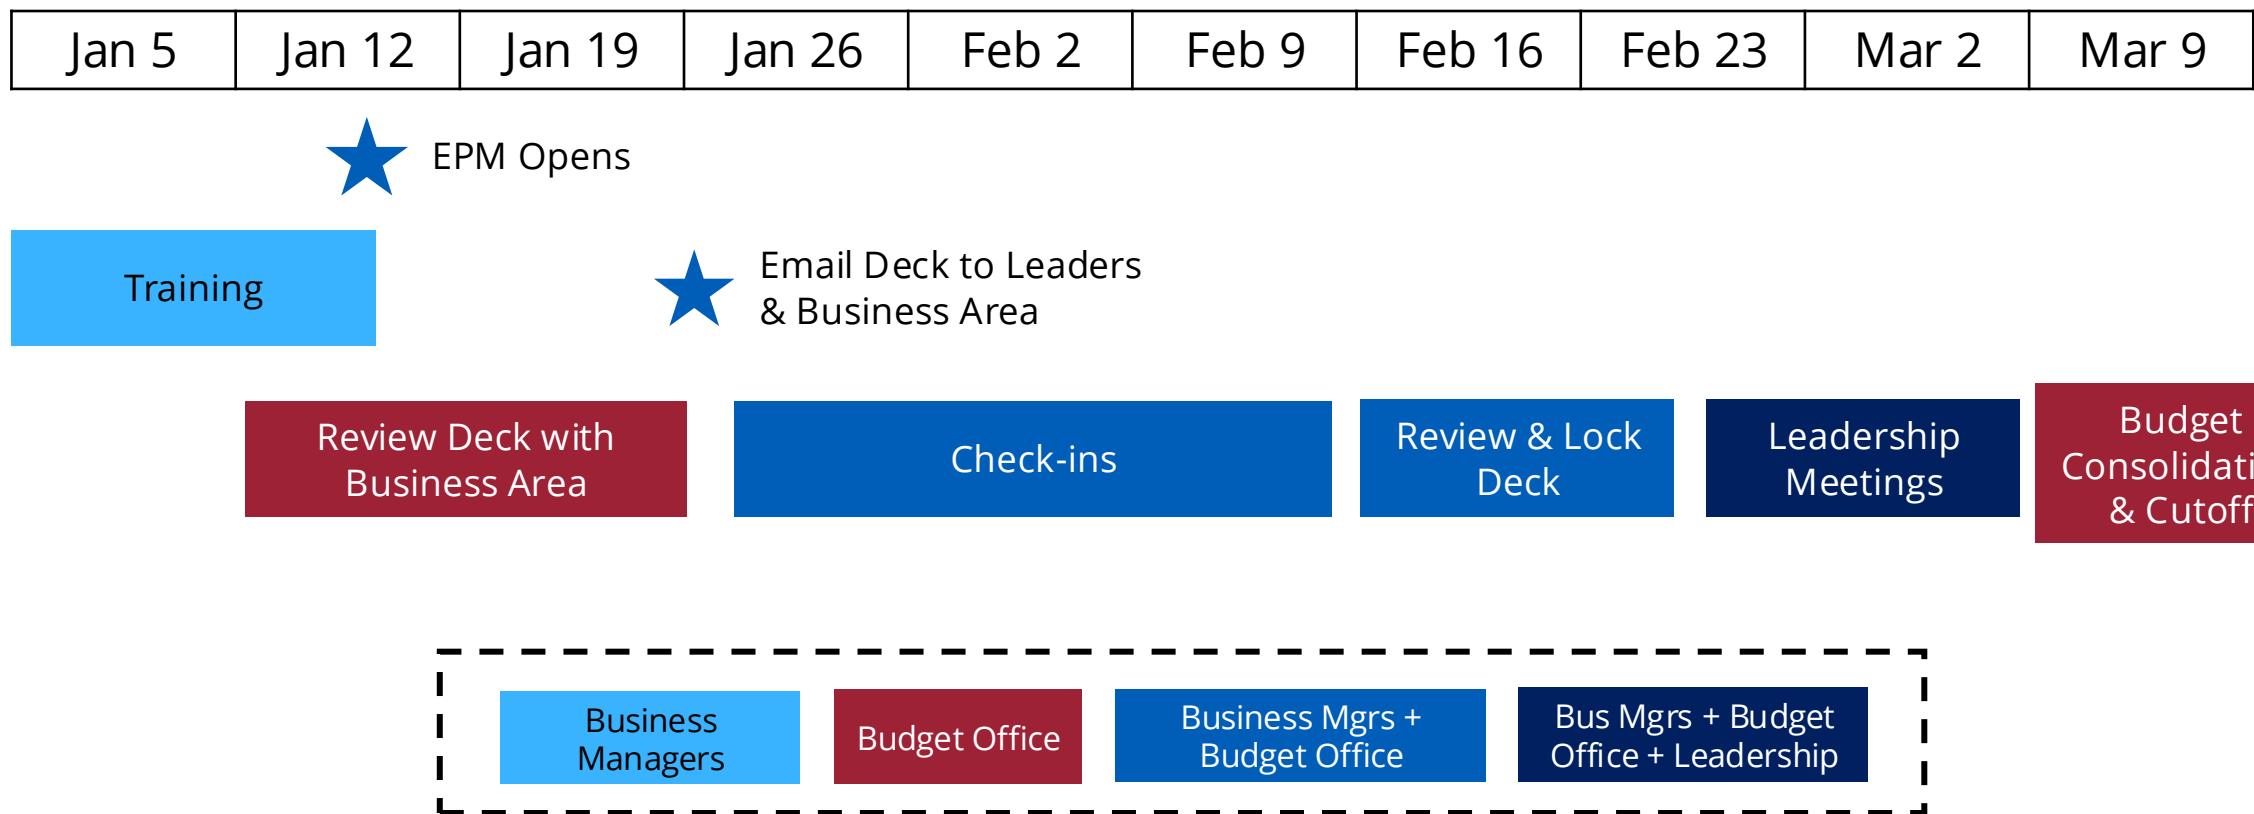 Jan 5 Jan 12 Jan 19 Jan 26 Feb 2 Feb 9 Feb 16 Feb 23 Mar 2 Mar 9
EPM Opens
Training
Email Deck to Leaders
& Business Area
Review Deck with
Business Area
Check-ins
Review & Lock
Deck
Leadership
Meetings
Budget
Consolidati
& Cutoff
Business
Managers
Budget Office
Business Mgrs +
Budget Office
Bus Mgrs + Budget
Office + Leadership